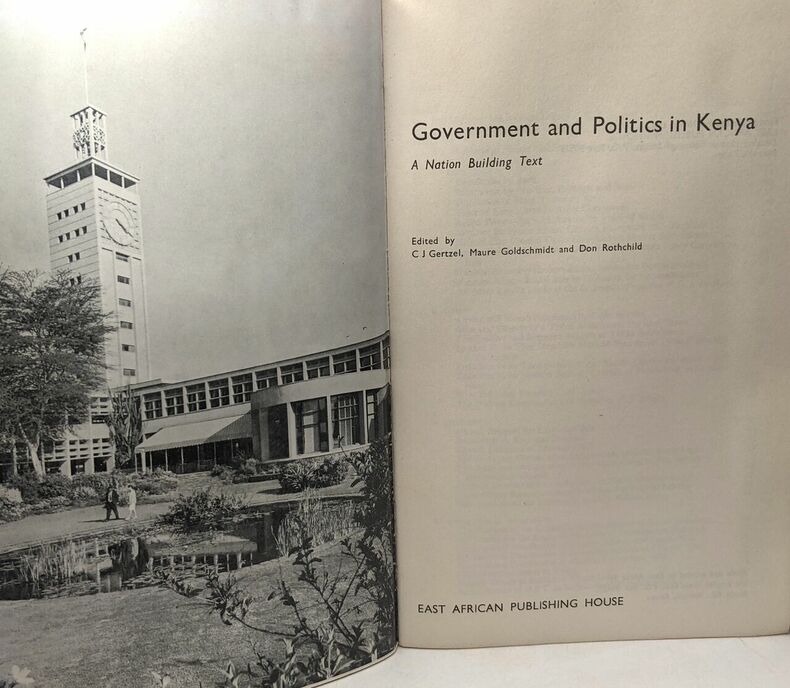 Government and Politics in Kenya
A Nation Building Text
Edited by
C J Gertzel, Maure Goldschmidt and Don Rothchild
EAST AFRICAN PUBLISHING HOUSE